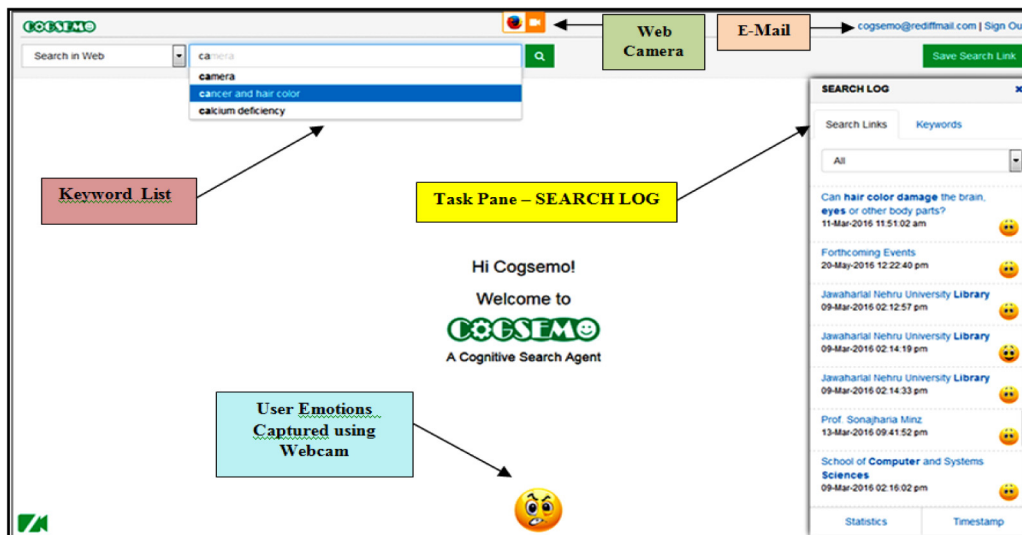 COGSEMO
Web
Camera
E-Mail
cogsemo@rediffmail.com | Sign Ou
Search in Web
camera
Save Search Link
camera
cancer and hair color
calcium deficiency
SEARCH LOG
Search Links Keywords
All
Keyword List
Task Pane – SEARCH LOG
Can hair color damage the brain,
eyes or other body parts?
11-Mar-2016 11:51:02 am
Forthcoming Events
20-May-2016 12:22:40 pm
Jawaharlal Nehru University Library
09-Mar-2016 02:12:57 pm
Jawaharlal Nehru University Library
09-Mar-2016 02:14:19 pm
Jawaharlal Nehru University Library
09-Mar-2016 02:14:33 pm
Prof. Sonajharia Minz
13-Mar-2016 09:41:52 pm
School of Computer and Systems
Sciences
09-Mar-2016 02:16:02 pm
Statistics Timestamp
Hi Cogsemo!
Welcome to
COGSEMO
A Cognitive Search Agent
User Emotions
Captured using
Webcam